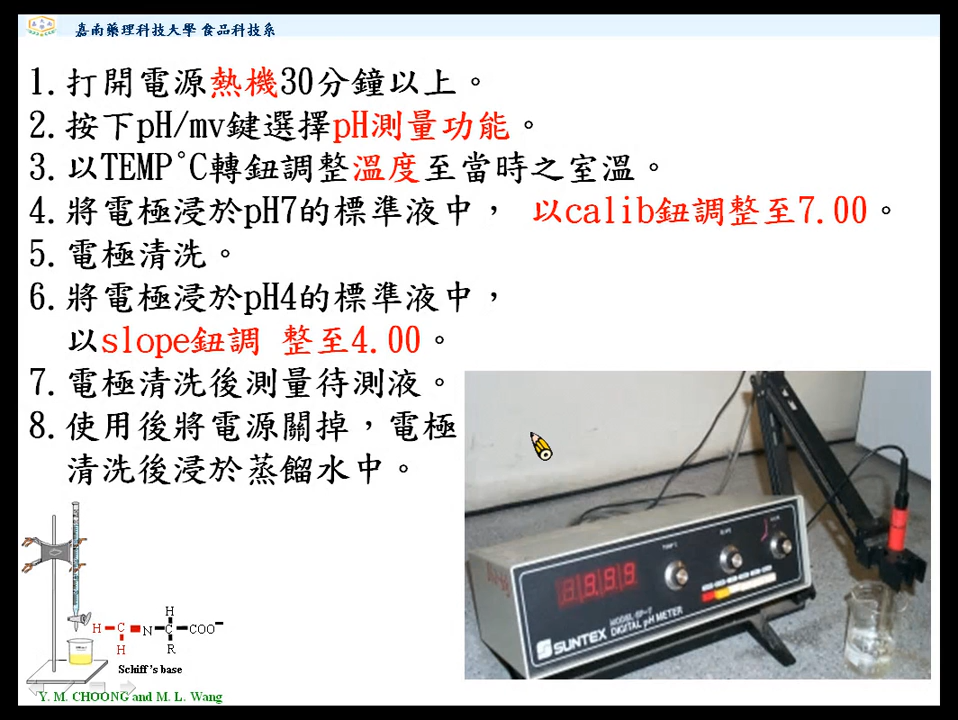 嘉南藥理科技大學 食品科技系
1.打開電源熱機30分鐘以上。
2.按下pH/mv鍵選擇pH測量功能。
3.以TEMP°C轉鈕調整溫度至當時之室溫。
4.將電極浸於pH7的標準液中， 以calib鈕調整至7.00。
5.電極清洗。
6.將電極浸於pH4的標準液中，
以slope鈕調 整至4.00。
7.電極清洗後測量待測液。
8.使用後將電源關掉，電極
清洗後浸於蒸餾水中。
TEMP°C
SLOPE
MODEL SP-7
SUNTEX DIGITAL pH METER
H
H C N C COO−
H R
Schiff's base
Y. M. CHOONG and M. L. Wang